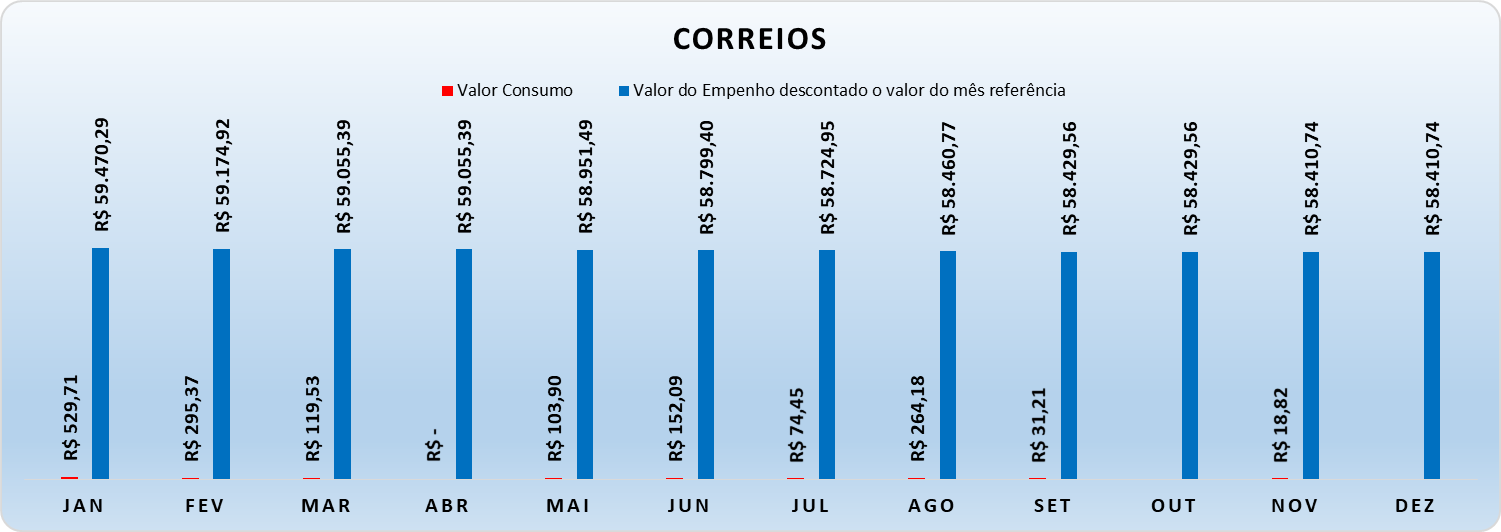 CORREIOS
Valor Consumo
Valor do Empenho descontado o valor do mês referência
R$ 529,71
R$ 59.470,29
R$ 295,37
R$ 59.174,92
R$ 119,53
R$ 59.055,39
R$ -
R$ 59.055,39
R$ 103,90
R$ 58.951,49
R$ 152,09
R$ 58.799,40
R$ 74,45
R$ 58.724,95
R$ 264,18
R$ 58.460,77
R$ 31,21
R$ 58.429,56
R$ 58.429,56
R$ 18,82
R$ 58.410,74
R$ 58.410,74
JAN FEV MAR ABR MAI JUN JUL AGO SET OUT NOV DEZ